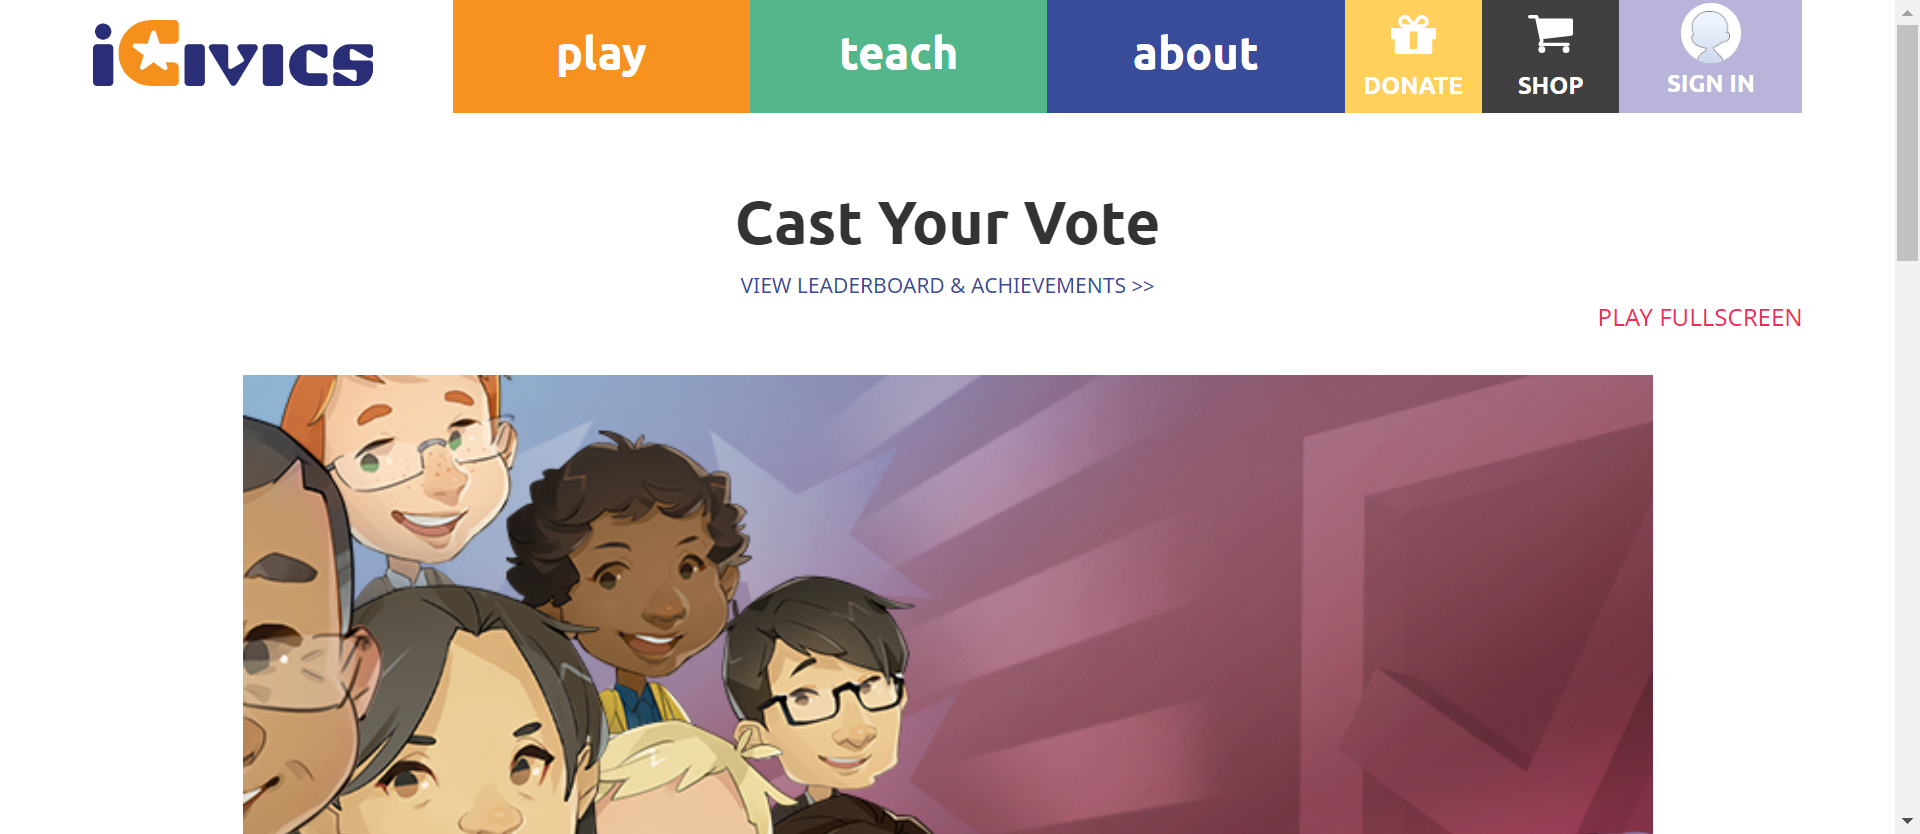 iCivics
play
teach
about
DONATE
SHOP
SIGN IN
Cast Your Vote
VIEW LEADERBOARD & ACHIEVEMENTS >>
PLAY FULLSCREEN